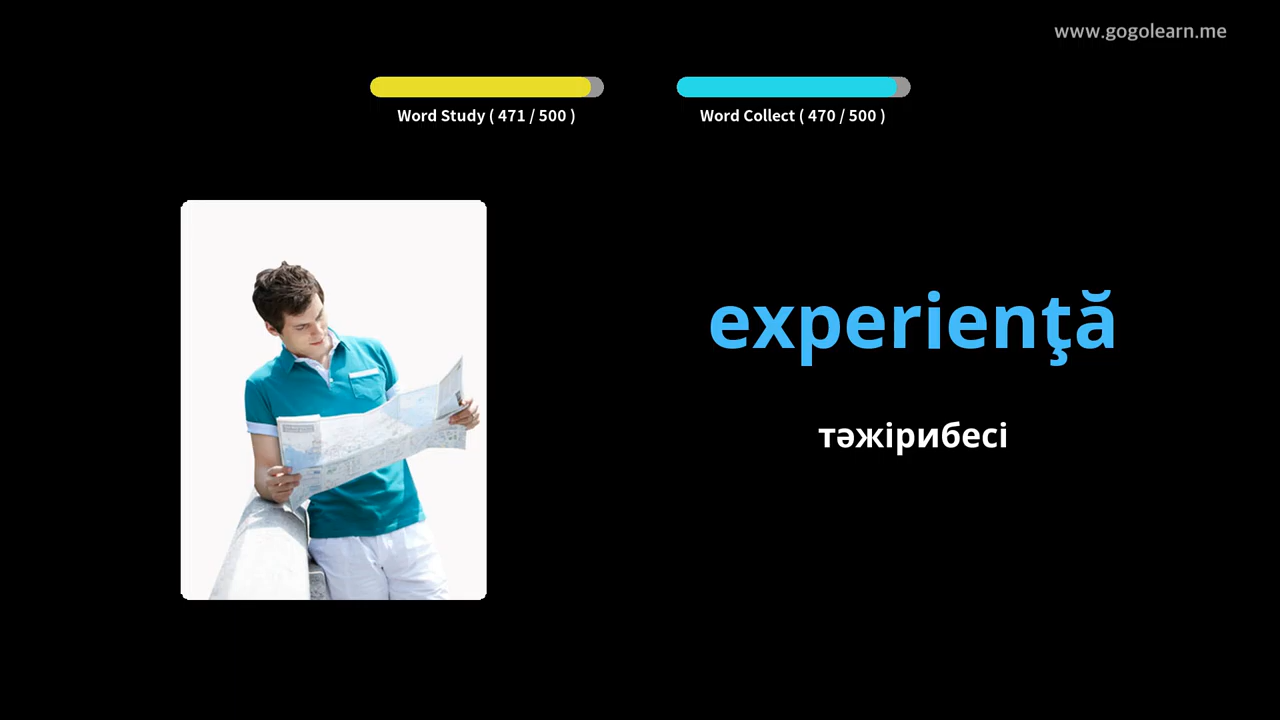 www.gogolearn.me
Word Study ( 471 / 500 )
Word Collect ( 470 / 500 )
experienţă
тәжірибесі